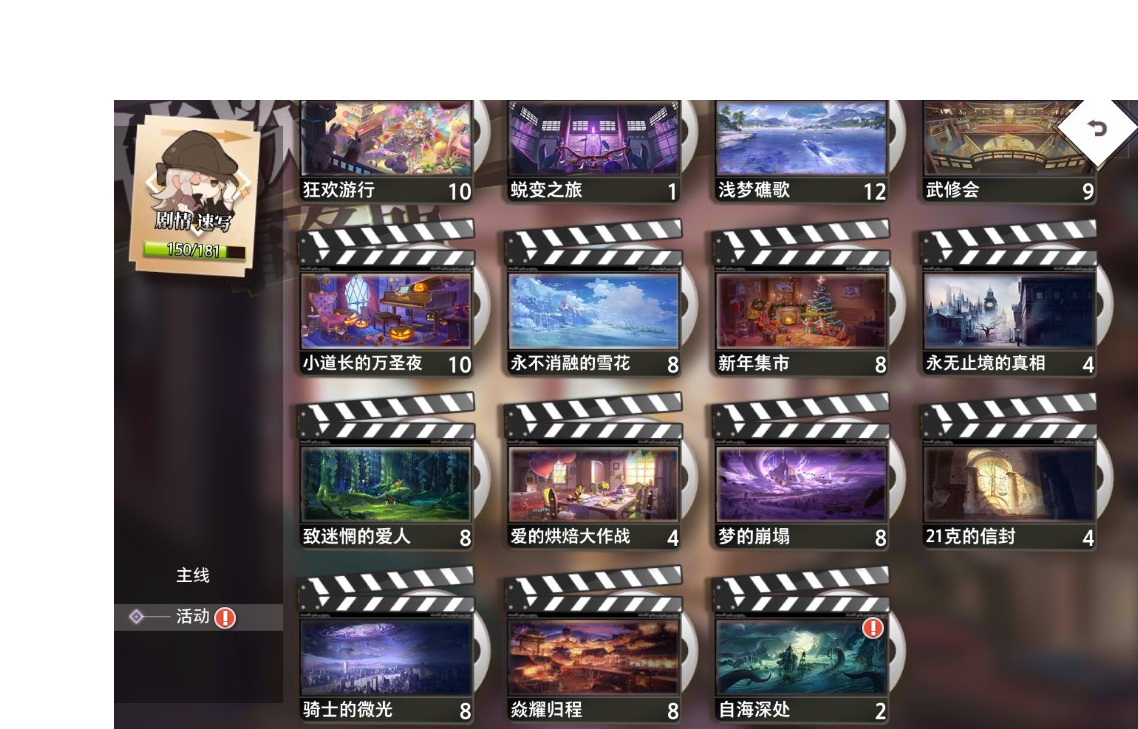 剧情 速写
150/181
狂欢游行 10
蜕变之旅 1
浅梦礁歌 12
武修会 9
小道长的万圣夜 10
永不消融的雪花 8
新年集市 8
永无止境的真相 4
致迷惘的爱人 8
爱的烘焙大作战 4
梦的崩塌 8
21克的信封 4
骑士的微光 8
焱耀归程 8
自海深处 2
主线
活动